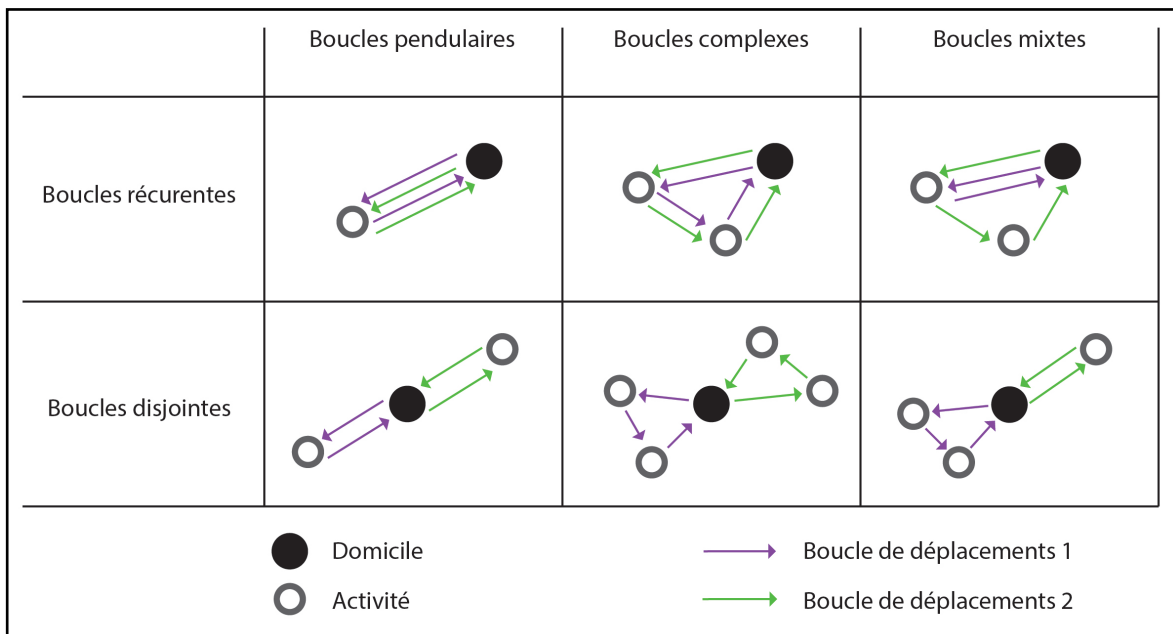 Boucles pendulaires
Boucles complexes
Boucles mixtes
Boucles récurentes
Boucles disjointes
Domicile
Boucle de déplacements 1
Activité
Boucle de déplacements 2